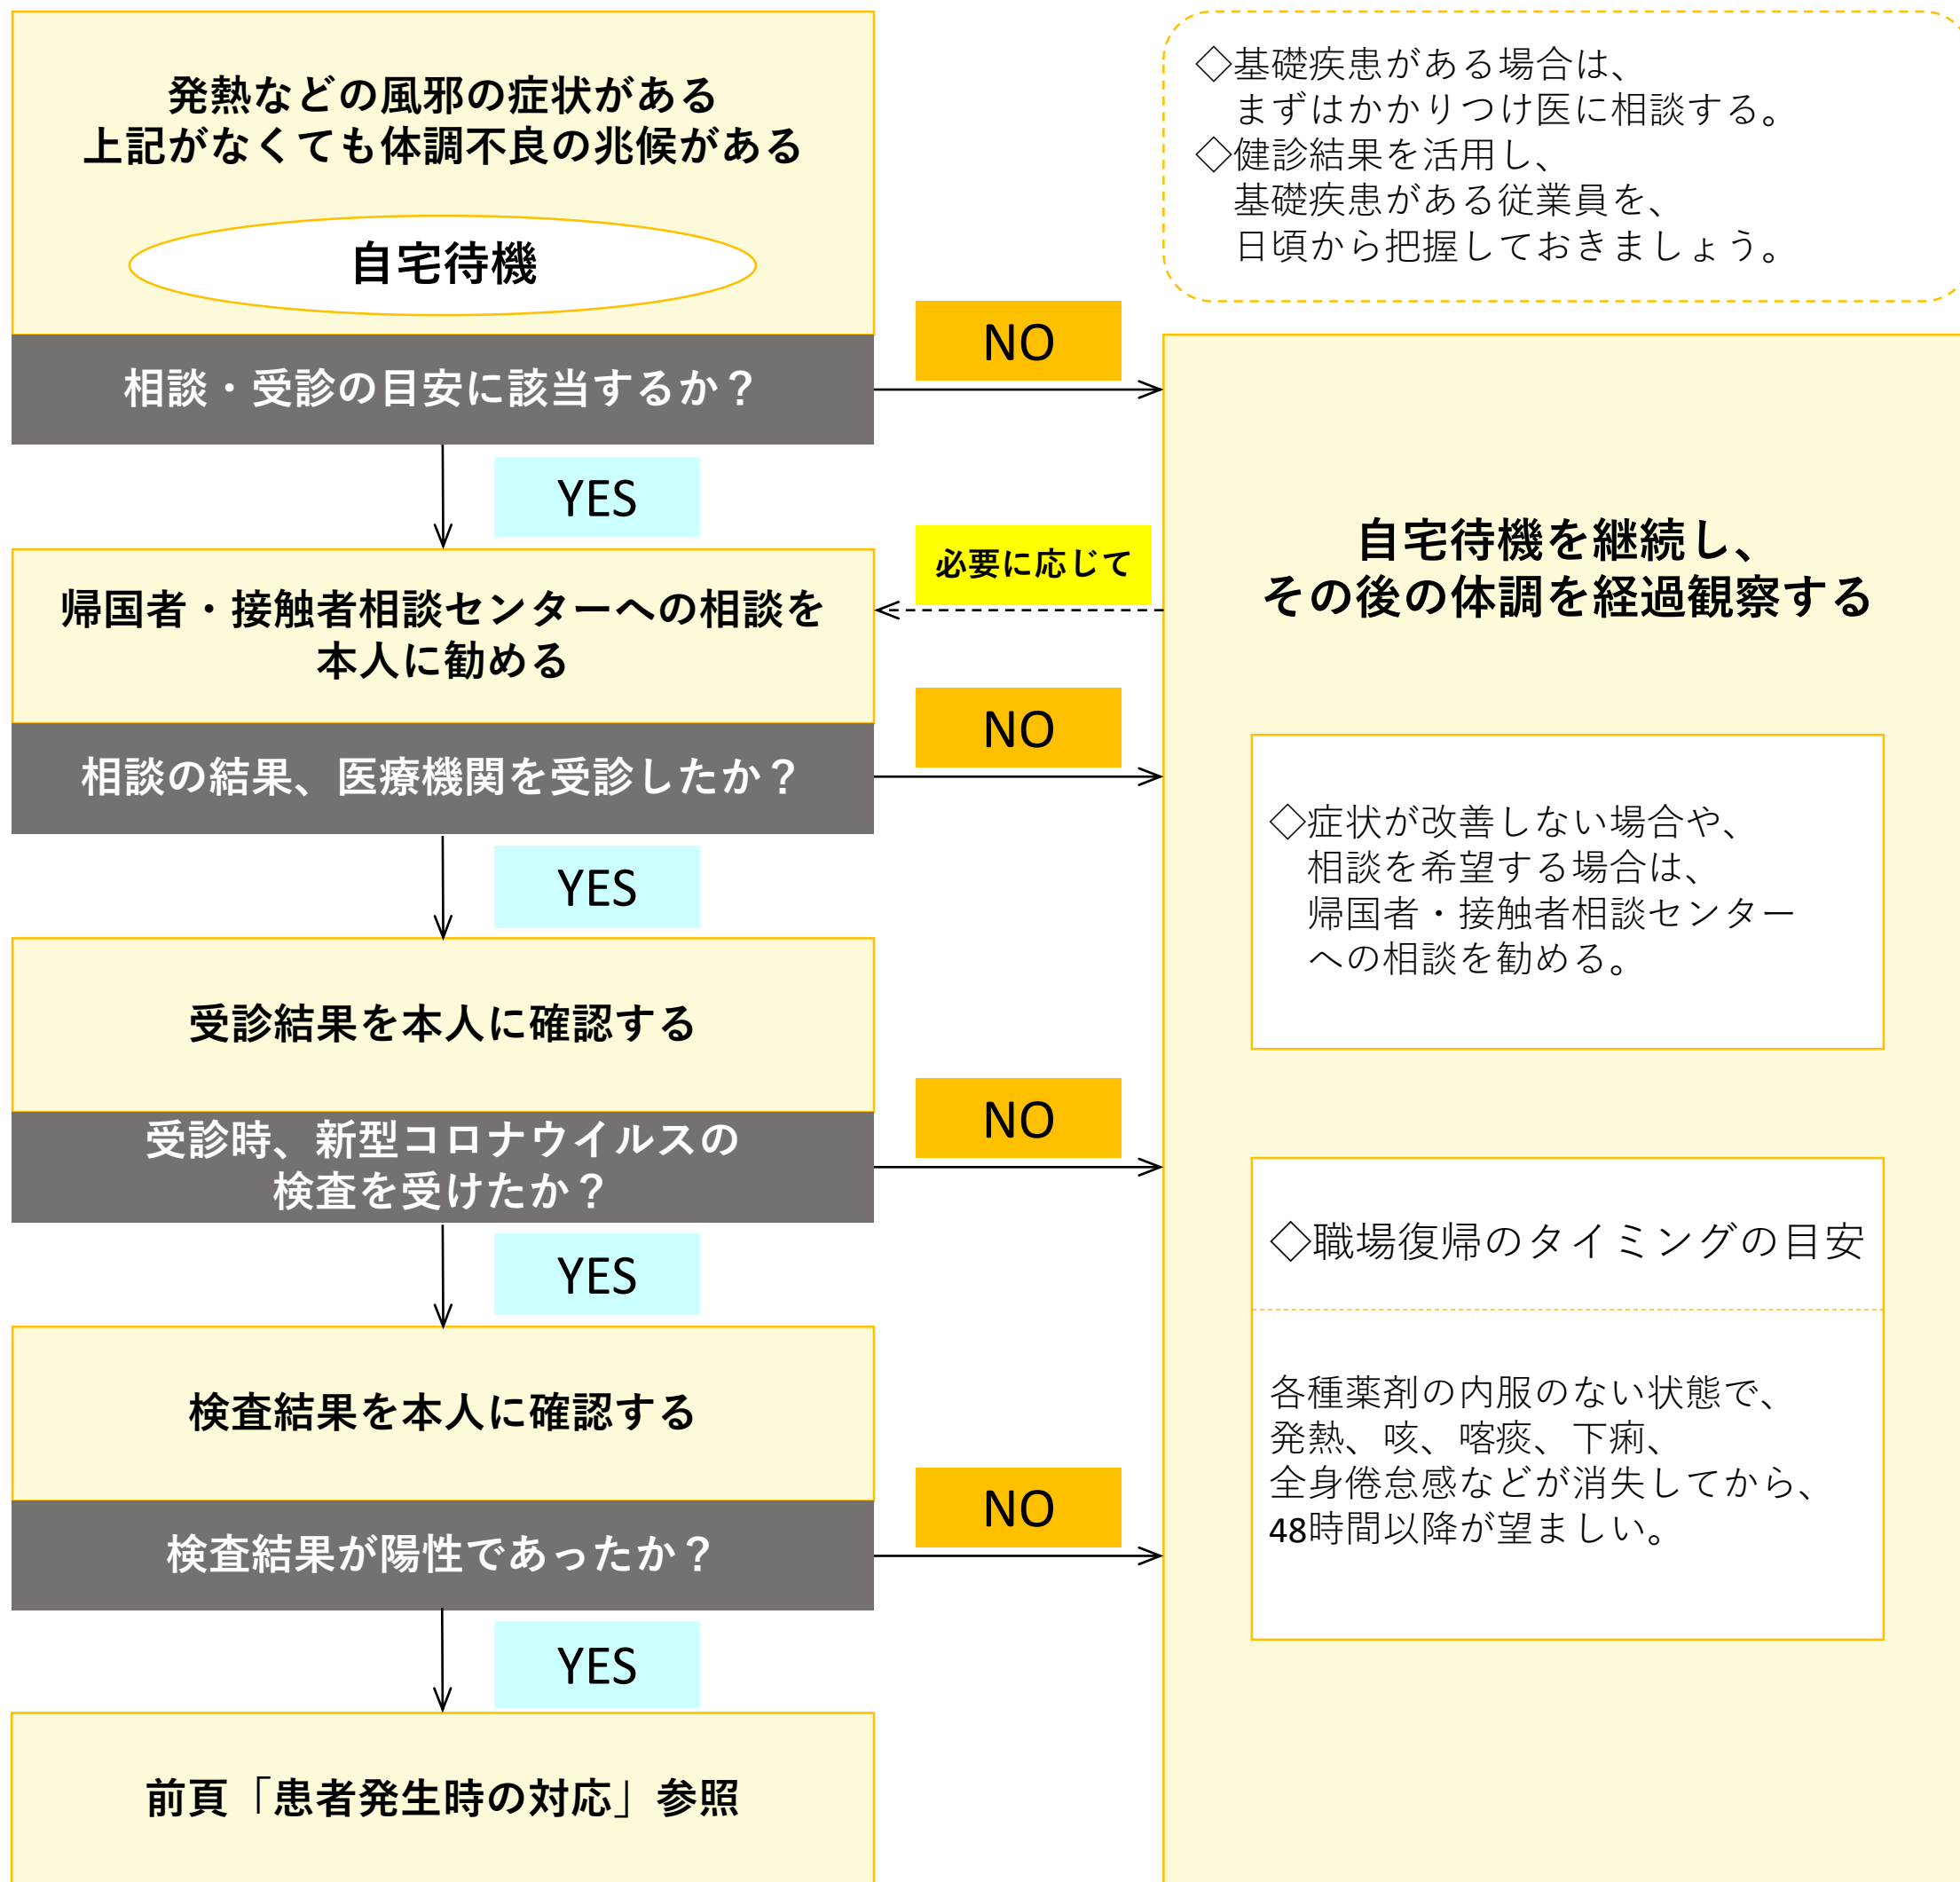 発熱などの風邪の症状がある
上記がなくても体調不良の兆候がある
自宅待機
相談・受診の目安に該当するか？
NO
YES
◇基礎疾患がある場合は、
まずはかかりつけ医に相談する。
◇健診結果を活用し、
基礎疾患がある従業員を、
日頃から把握しておきましょう。
帰国者・接触者相談センターへの相談を
本人に勧める
必要に応じて
相談の結果、医療機関を受診したか？
NO
YES
受診結果を本人に確認する
受診時、新型コロナウイルスの
検査を受けたか？
NO
YES
検査結果を本人に確認する
検査結果が陽性であったか？
NO
YES
前頁「患者発生時の対応」参照
自宅待機を継続し、
その後の体調を経過観察する
◇症状が改善しない場合や、
相談を希望する場合は、
帰国者・接触者相談センター
への相談を勧める。
◇職場復帰のタイミングの目安
各種薬剤の内服のない状態で、
発熱、咳、喀痰、下痢、
全身倦怠感などが消失してから、
48時間以降が望ましい。